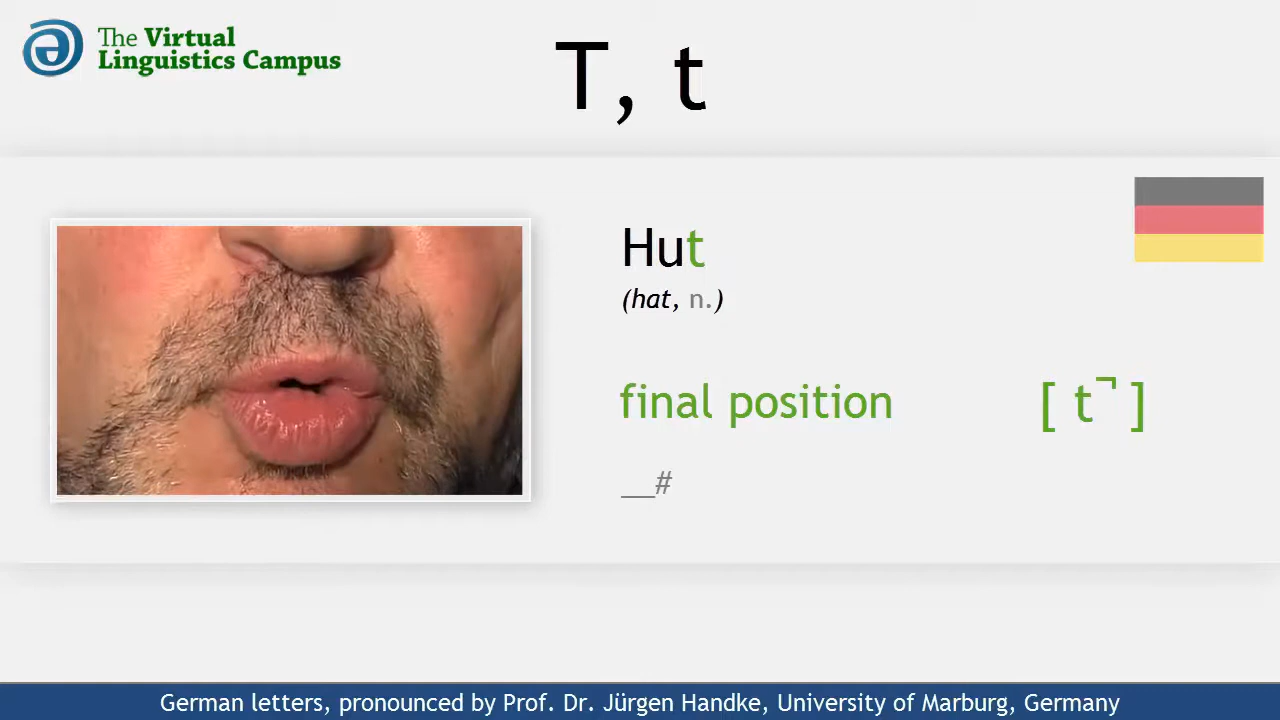 The Virtual
Linguistics Campus
T, t
Hut
(hat, n.)
final position [ t̚ ]
__#
German letters, pronounced by Prof. Dr. Jürgen Handke, University of Marburg, Germany